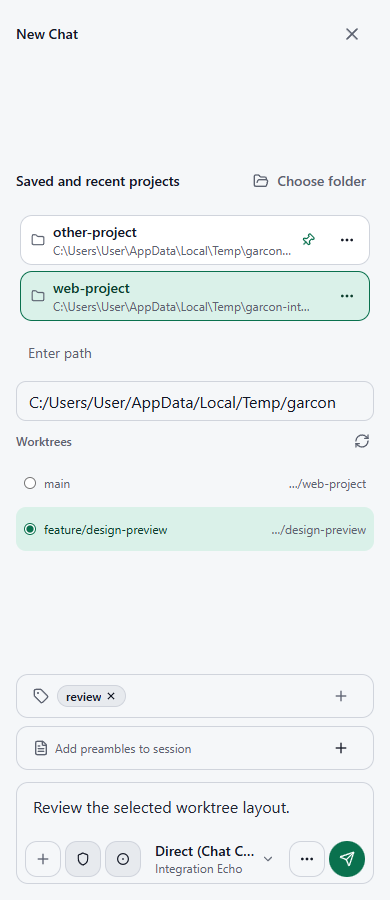 New Chat
Saved and recent projects
Choose folder
other-project
C:\Users\User\AppData\Local\Temp\garcon...
web-project
C:\Users\User\AppData\Local\Temp\garcon-int...
Enter path
C:/Users/User/AppData/Local/Temp/garcon
Worktrees
main .../web-project
feature/design-preview .../design-preview
review
Add preambles to session
Review the selected worktree layout.
Direct (Chat C...
Integration Echo